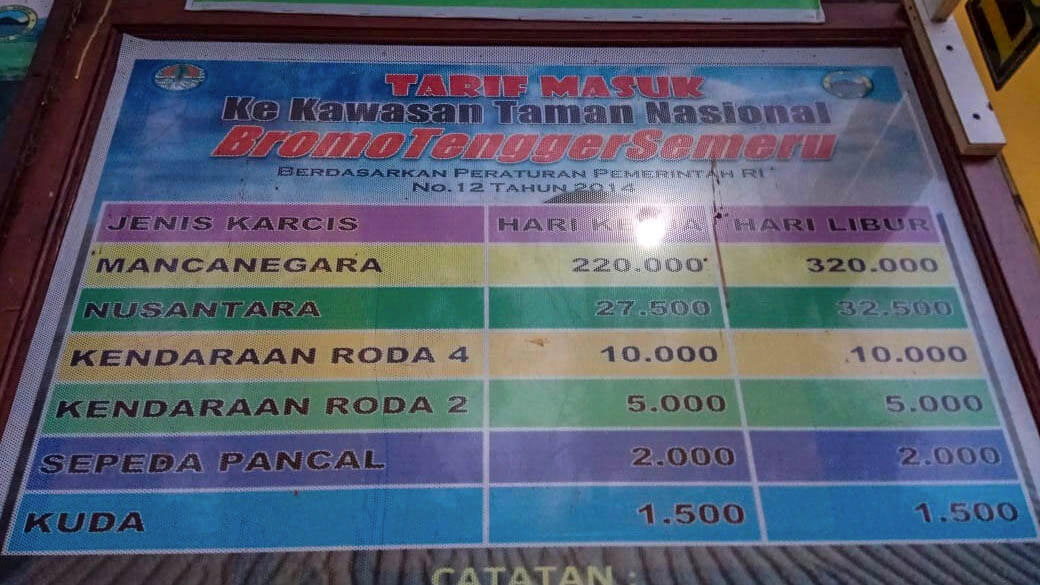 TARIF MASUK
Ke Kawasan Taman Nasional
BromoTenggerSemeru
BERDASARKAN PERATURAN PEMERINTAH RI
NO. 12 TAHUN 2014
JENIS KARCIS HARI KERJA HARI LIBUR
MANCANEGARA 220.000 320.000
NUSANTARA 27.500 32.500
KENDARAAN RODA 4 10.000 10.000
KENDARAAN RODA 2 5.000 5.000
SEPEDA PANCAL 2.000 2.000
KUDA 1.500 1.500
CATATAN :